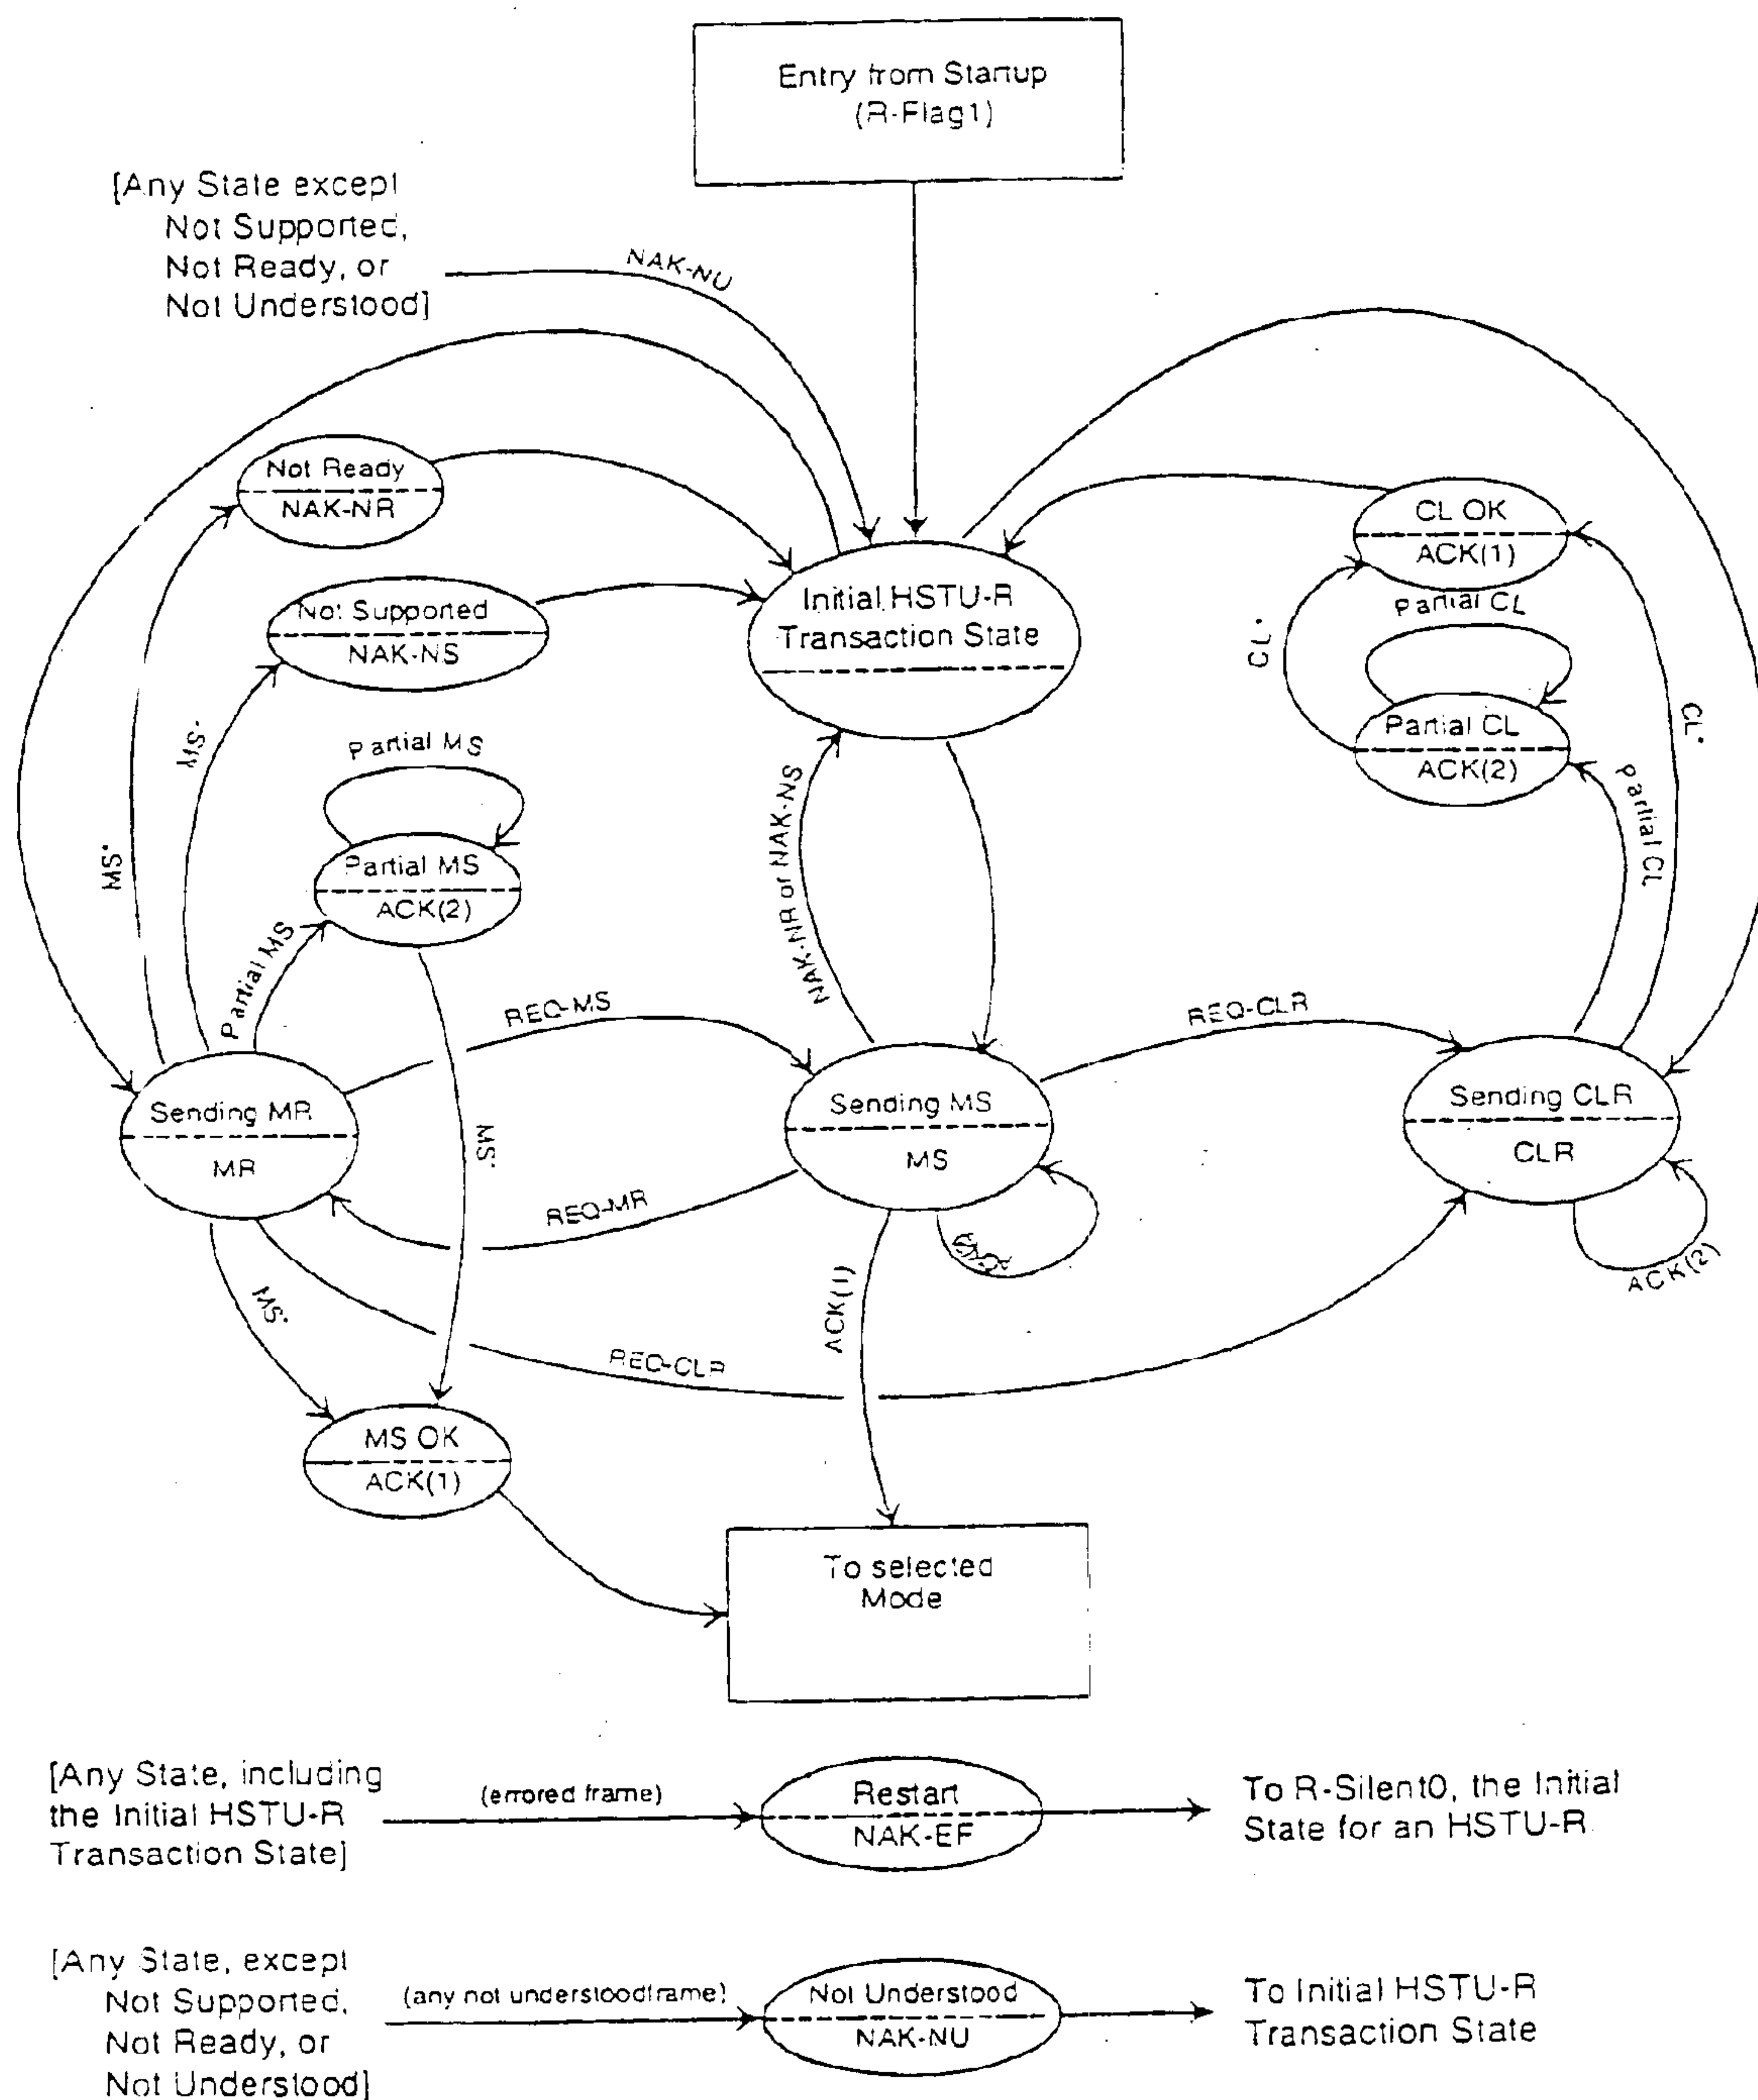 Entry from Startup
(R-Flag1)
[Any State except
Not Supported,
Not Ready, or
Not Understood]
NAK-NU
Not Ready
NAK-NR
CL OK
ACK(1)
Not Supported
NAK-NS
Initial HSTU-R
Transaction State
Partial CL
CL*
Partial CL
ACK(2)
CL*
Partial CL
MS*
MS*
Partial MS
Partial MS
ACK(2)
Partial MS
NAK-NR or NAK-NS
REQ-MS
REQ-CLR
Sending MR
MR
Sending MS
MS
Sending CLR
CLR
MS*
REQ-MR
ACK(1)
ACK(2)
MS*
REQ-CLR
MS OK
ACK(1)
To selected
Mode
[Any State, including
the Initial HSTU-R
Transaction State]
(errored frame)
Restart
NAK-EF
To R-Silent0, the Initial
State for an HSTU-R
[Any State, except
Not Supported,
Not Ready, or
Not Understood]
(any not understood frame)
Not Understood
NAK-NU
To Initial HSTU-R
Transaction State